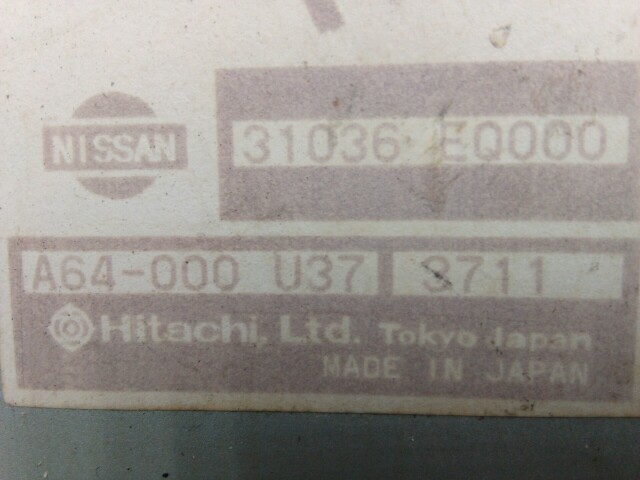 NISSAN
31036 EQ000
A64-000 U37 3711
Hitachi, Ltd. Tokyo Japan
MADE IN JAPAN